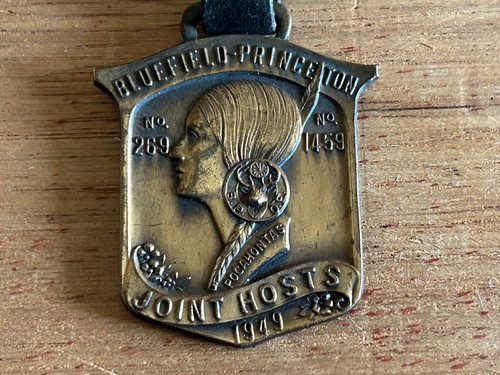 BLUEFIELD-PRINCETON
No.
269
No.
1459
B.P.O.E.
POCAHONTAS
JOINT HOSTS
1949